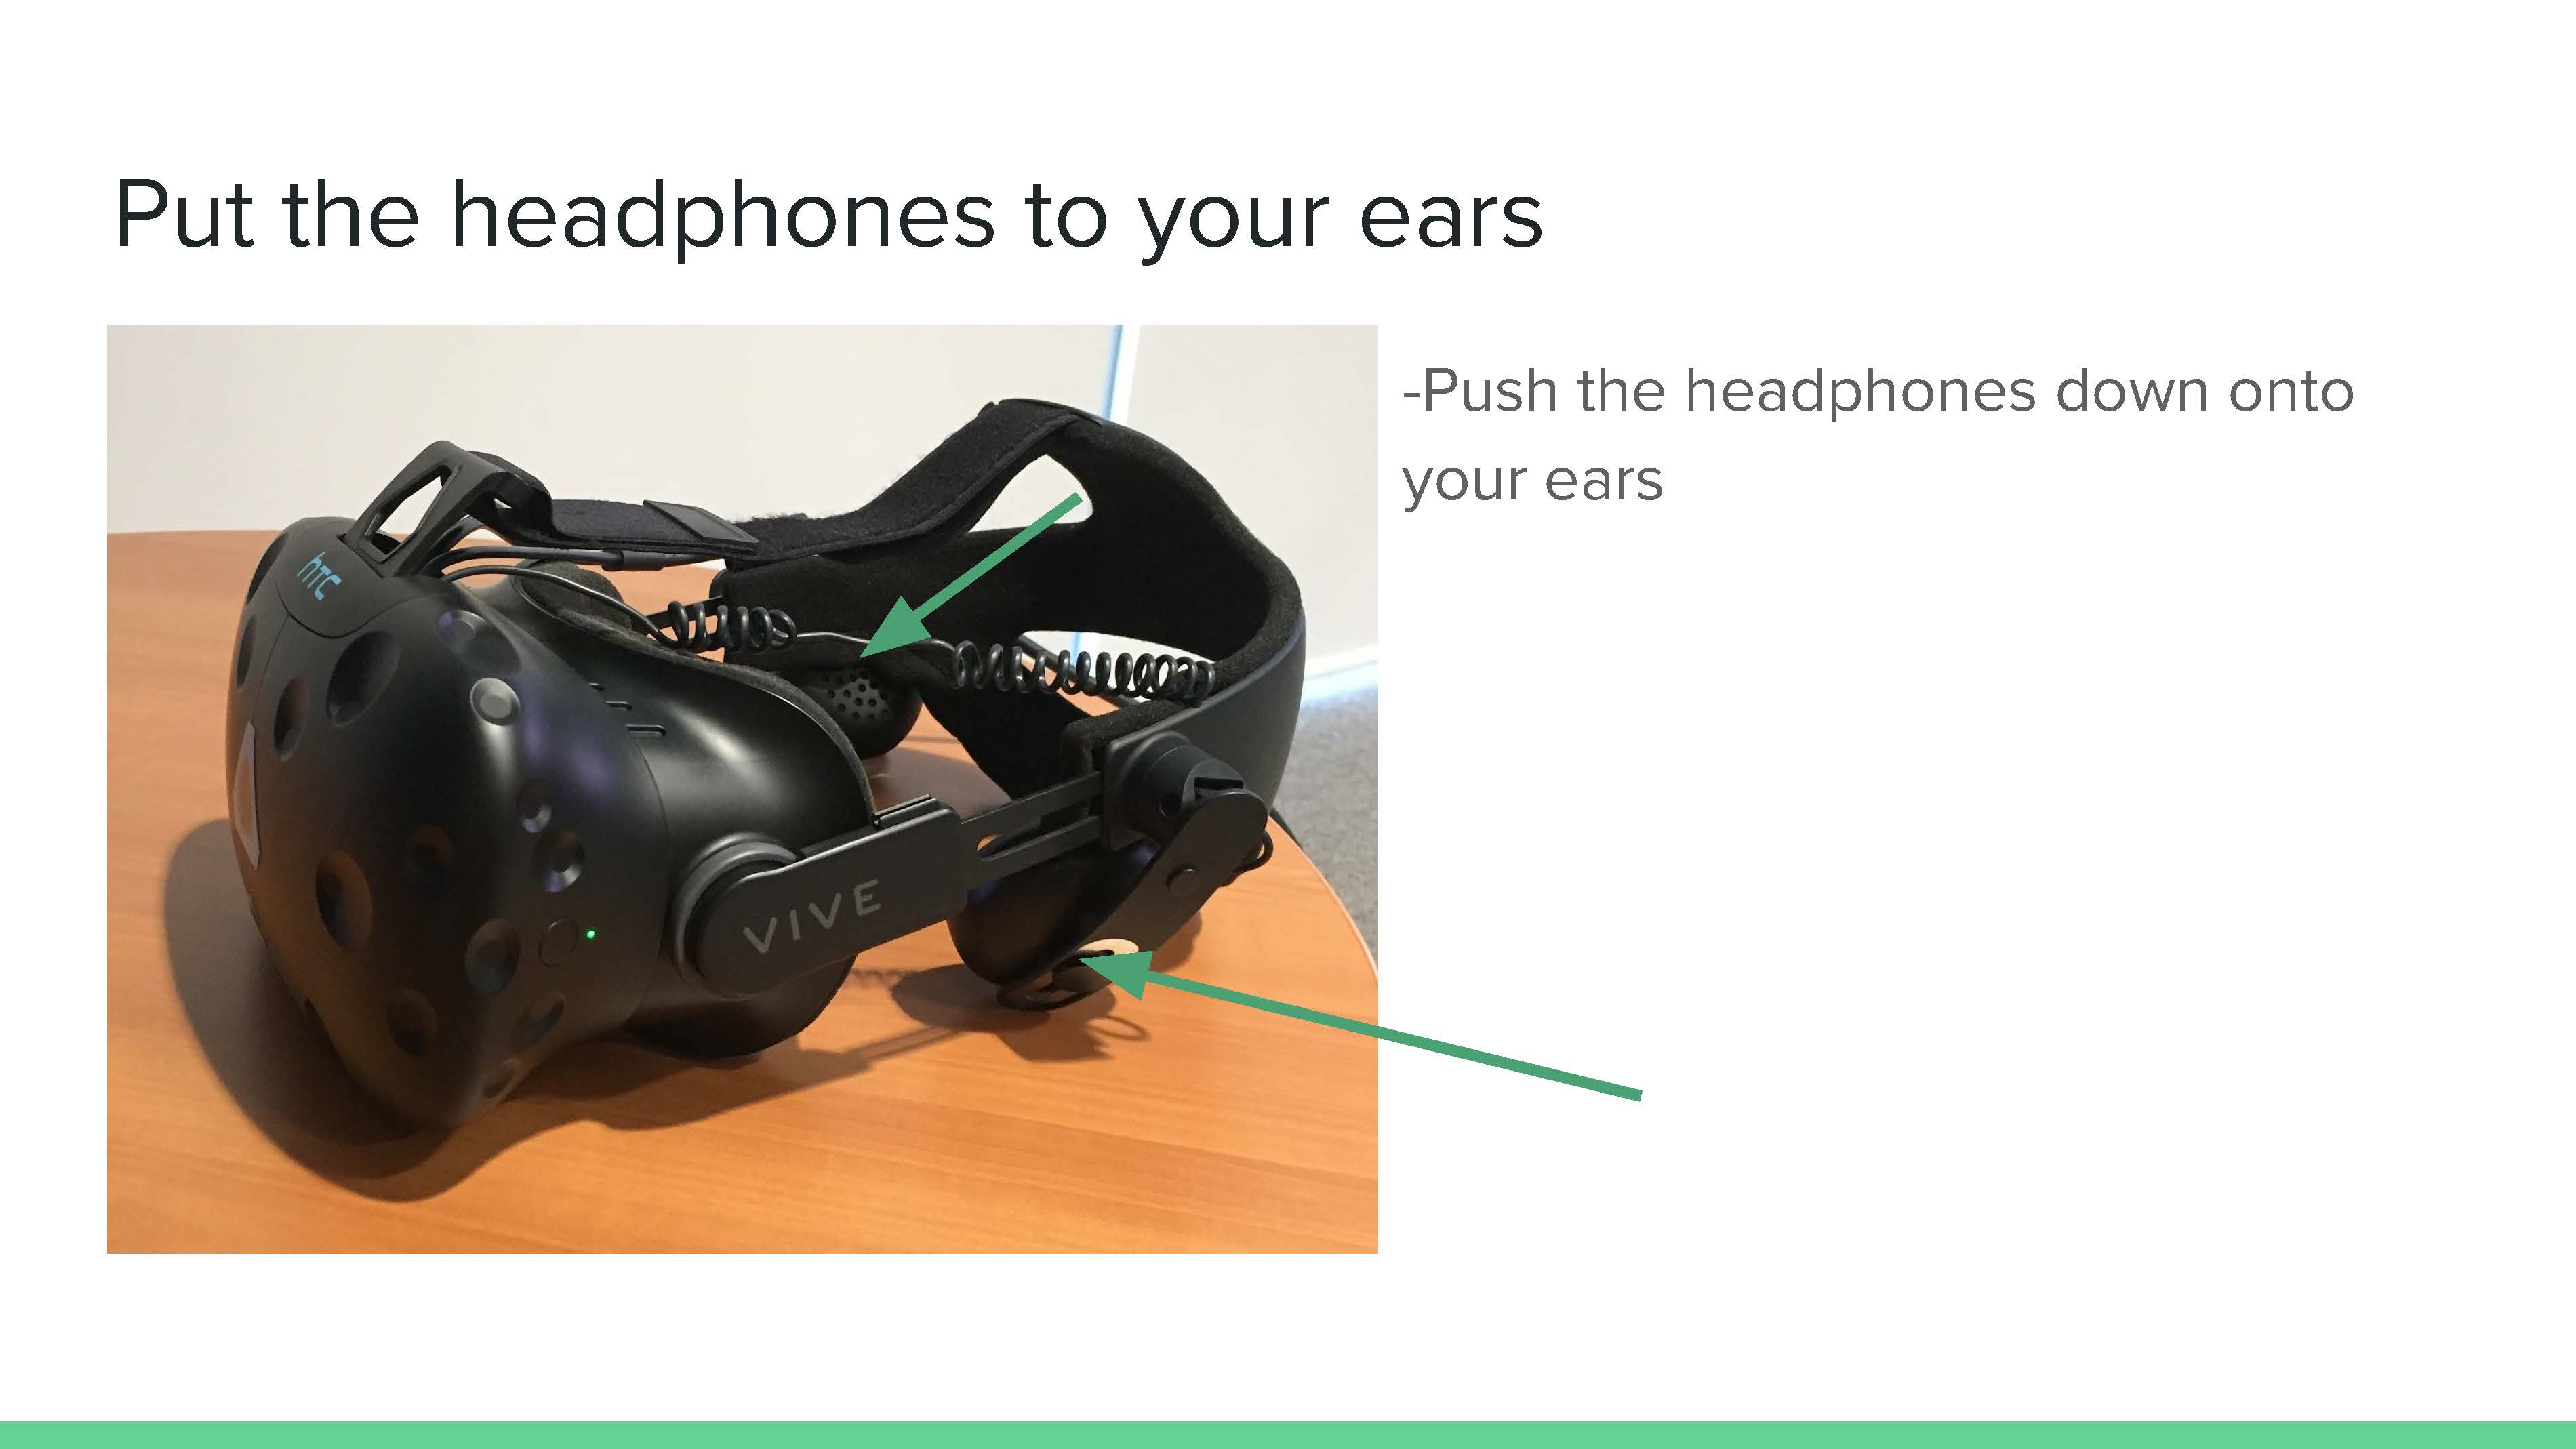 Put the headphones to your ears
-Push the headphones down onto
your ears
hTC
VIVE